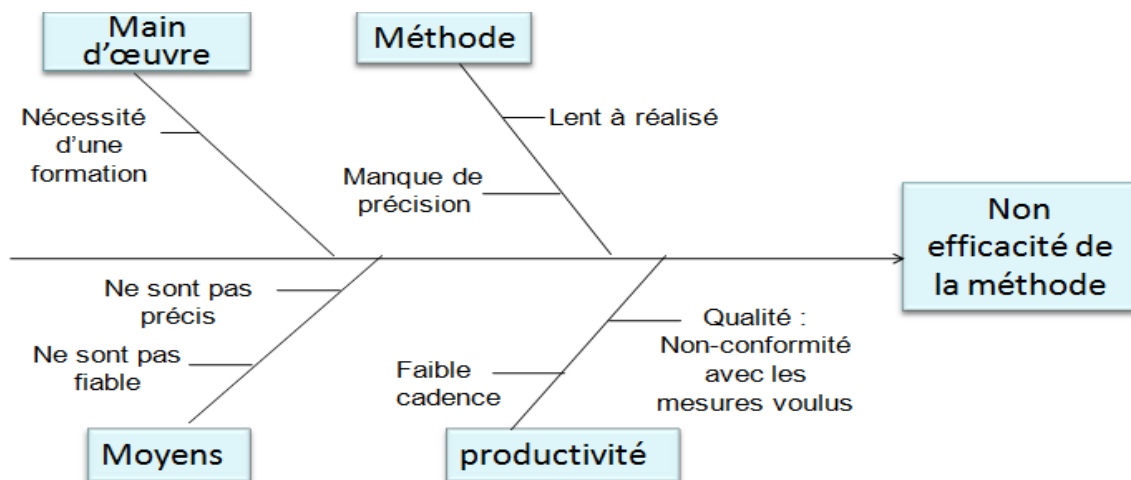 Main
d'œuvre
Méthode
Nécessité
d'une
formation
Lent à réalisé
Manque de
précision
Non
efficacité de
la méthode
Ne sont pas
précis
Ne sont pas
fiable
Qualité :
Non-conformité
avec les
mesures voulus
Faible
cadence
Moyens
productivité